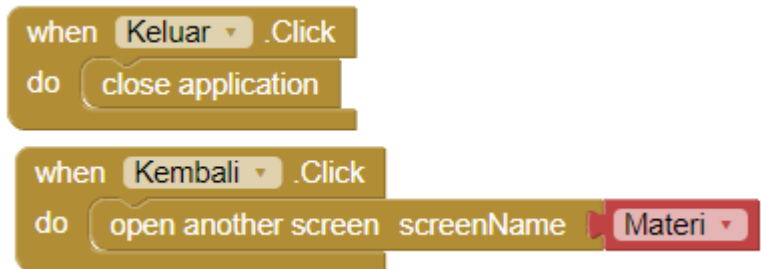 when Keluar .Click
do close application
when Kembali .Click
do open another screen screenName Materi